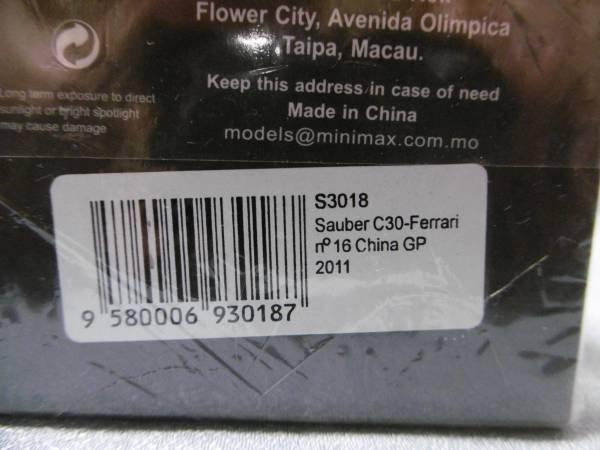 Flower City, Avenida Olimpica
Taipa, Macau.
Keep this address in case of need
Made in China
models@minimax.com.mo
Long term exposure to direct
sunlight or bright spotlight
may cause damage
S3018
Sauber C30-Ferrari
nº16 China GP
2011
9 580006 930187